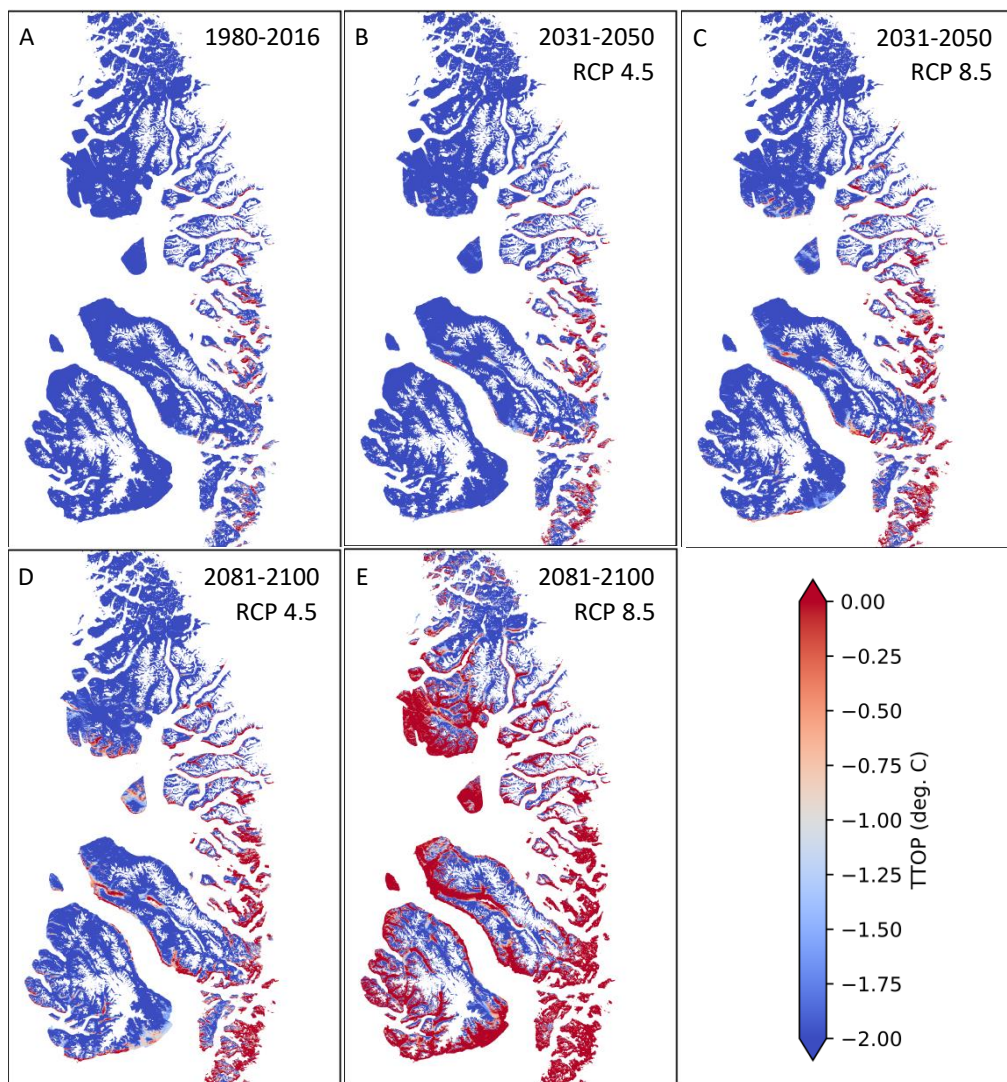 A 1980-2016
B 2031-2050
RCP 4.5
C 2031-2050
RCP 8.5
D 2081-2100
RCP 4.5
E 2081-2100
RCP 8.5
0.00
−0.25
−0.50
−0.75
−1.00
−1.25
−1.50
−1.75
−2.00
TTOP (deg. C)